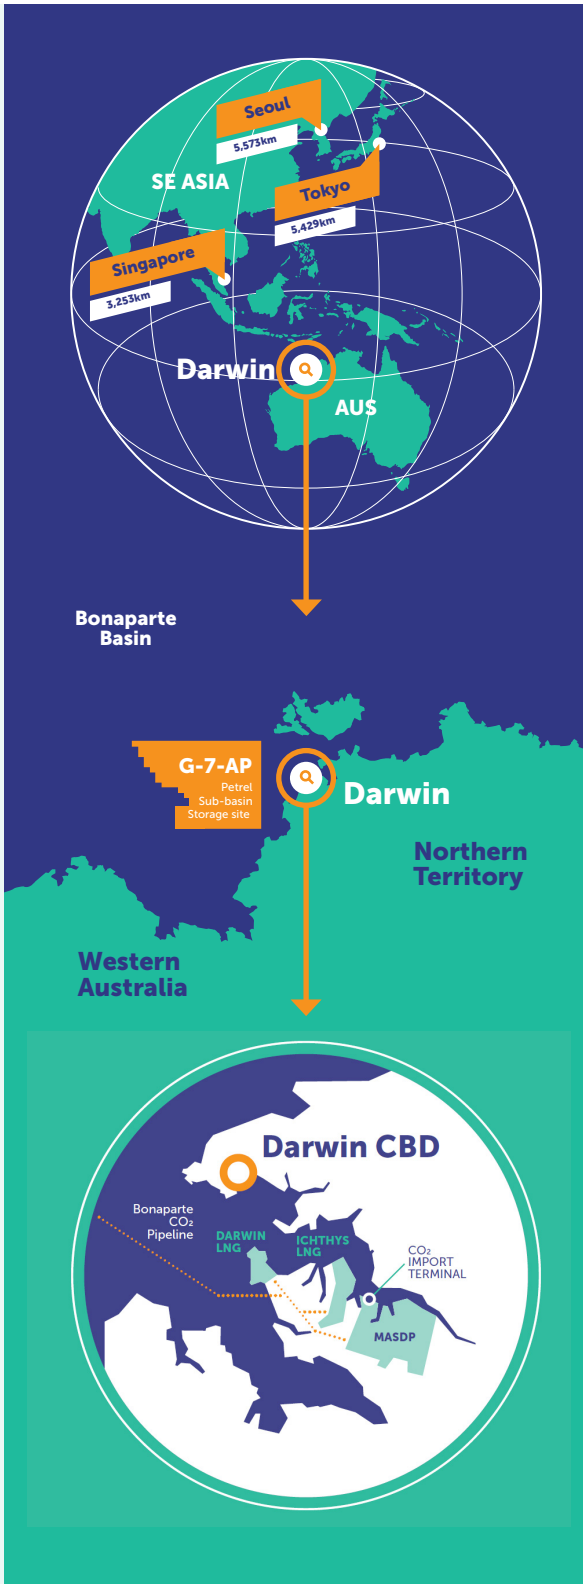 Seoul
5,573km
SE ASIA
Tokyo
5,429km
Singapore
3,253km
Darwin
AUS
Bonaparte
Basin
G-7-AP
Petrel
Sub-basin
Storage site
Darwin
Northern
Territory
Western
Australia
Darwin CBD
Bonaparte
CO₂
Pipeline
DARWIN
LNG
ICHTHYS
LNG
CO₂
IMPORT
TERMINAL
MASDP